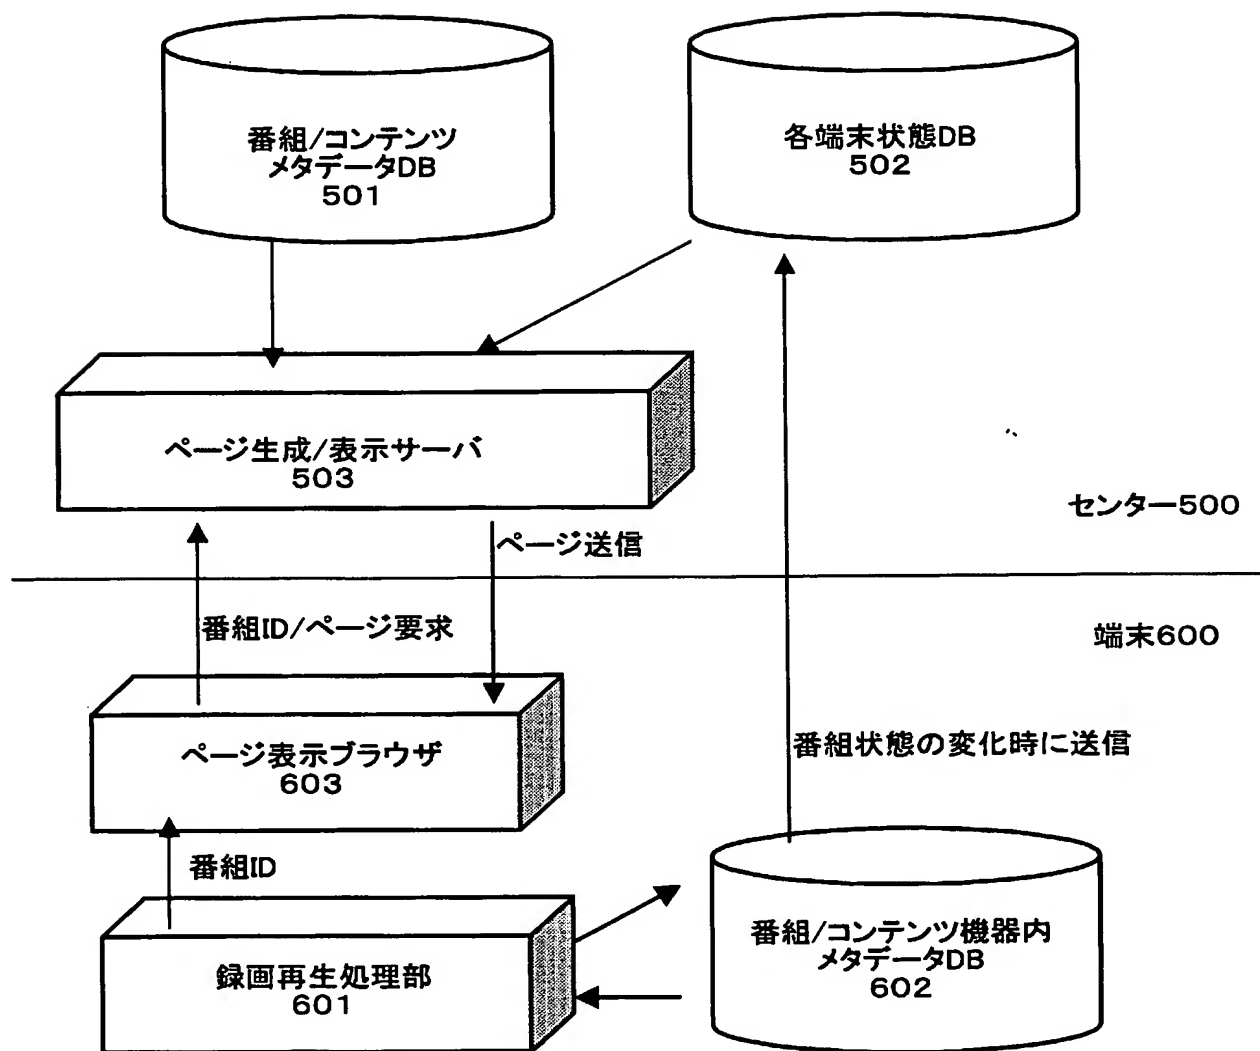 番組/コンテンツ
メタデータDB
501
各端末状態DB
502
ページ生成/表示サーバ
503
センター500
ページ送信
番組ID/ページ要求
端末600
ページ表示ブラウザ
603
番組状態の変化時に送信
番組ID
録画再生処理部
601
番組/コンテンツ機器内
メタデータDB
602